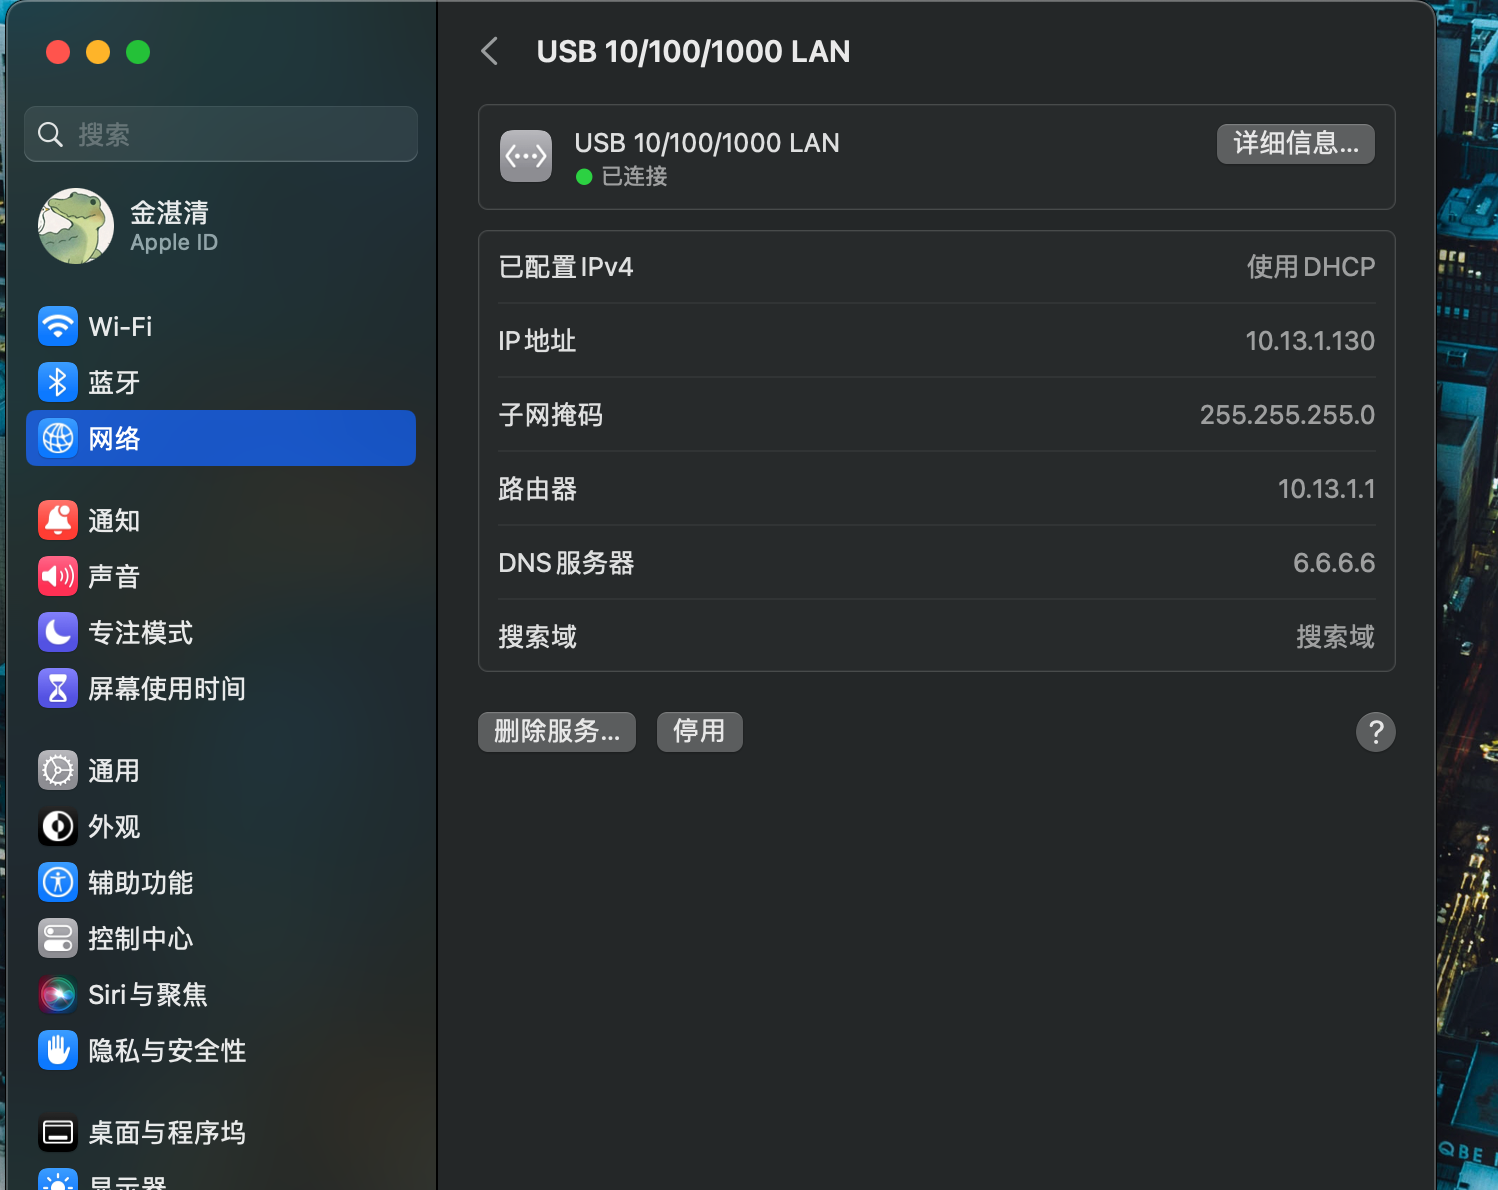 USB 10/100/1000 LAN
搜索
金湛清
Apple ID
Wi-Fi
蓝牙
网络
通知
声音
专注模式
屏幕使用时间
通用
外观
辅助功能
控制中心
Siri与聚焦
隐私与安全性
桌面与程序坞
显示器
USB 10/100/1000 LAN
已连接
详细信息...
已配置IPv4
使用DHCP
IP地址
10.13.1.130
子网掩码
255.255.255.0
路由器
10.13.1.1
DNS服务器
6.6.6.6
搜索域
搜索域
删除服务...
停用
?
QBE